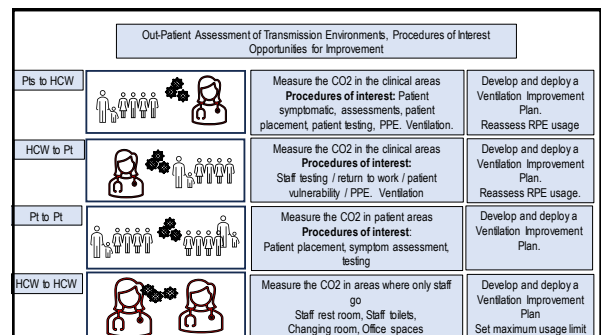 Out-Patient Assessment of Transmission Environments, Procedures of Interest
Opportunities for Improvement
Pts to HCW
Measure the CO2 in the clinical areas
Procedures of interest: Patient
symptomatic, assessments, patient
placement, patient testing, PPE. Ventilation.
Develop and deploy a
Ventilation Improvement
Plan.
Reassess RPE usage
HCW to Pt
Measure the CO2 in the clinical areas
Procedures of interest:
Staff testing / return to work / patient
vulnerability / PPE. Ventilation
Develop and deploy a
Ventilation Improvement
Plan.
Reassess RPE usage.
Pt to Pt
Measure the CO2 in patient areas
Procedures of interest:
Patient placement, symptom assessment,
testing
Develop and deploy a
Ventilation Improvement
Plan.
HCW to HCW
Measure the CO2 in areas where only staff
go
Staff rest room, Staff toilets,
Changing room, Office spaces
Develop and deploy a
Ventilation Improvement
Plan
Set maximum usage limit